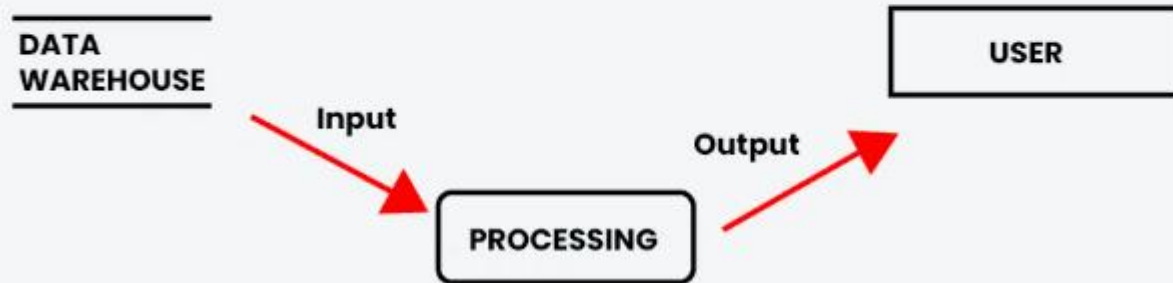 DATA
WAREHOUSE
USER
Input
Output
PROCESSING